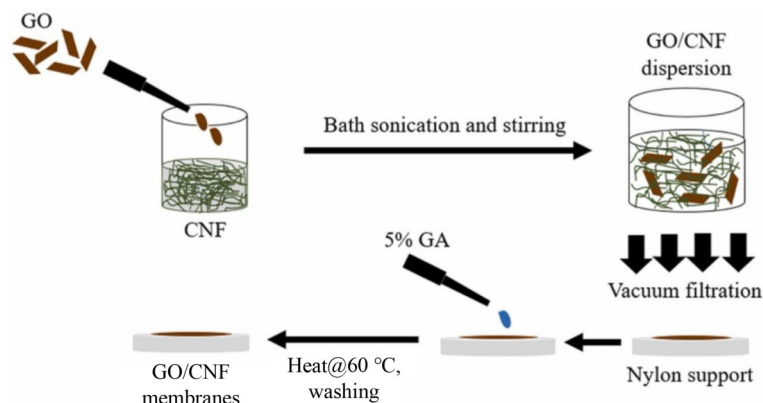 GO
GO/CNF
dispersion
Bath sonication and stirring
CNF
5% GA
Vacuum filtration
Nylon support
Heat@60 °C,
washing
GO/CNF
membranes